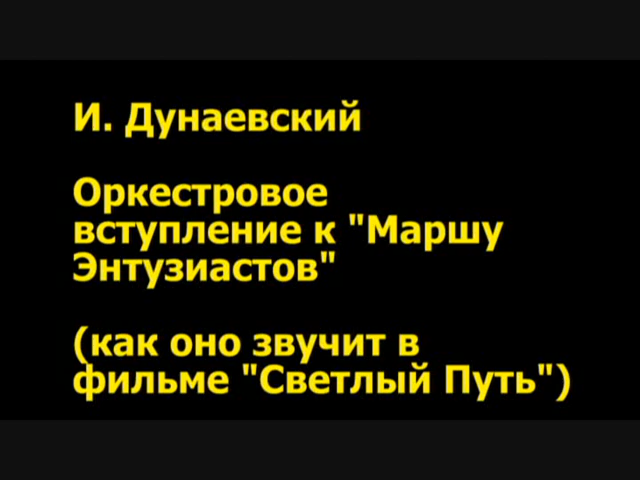 И. Дунаевский
Оркестровое
вступление к "Маршу
Энтузиастов"
(как оно звучит в
фильме "Светлый Путь")